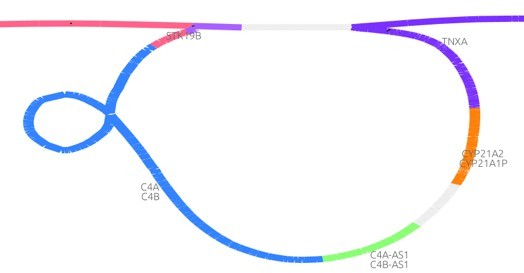 STK19B
TNXA
CYP21A2
CYP21A1P
C4A
C4B
C4A-AS1
C4B-AS1